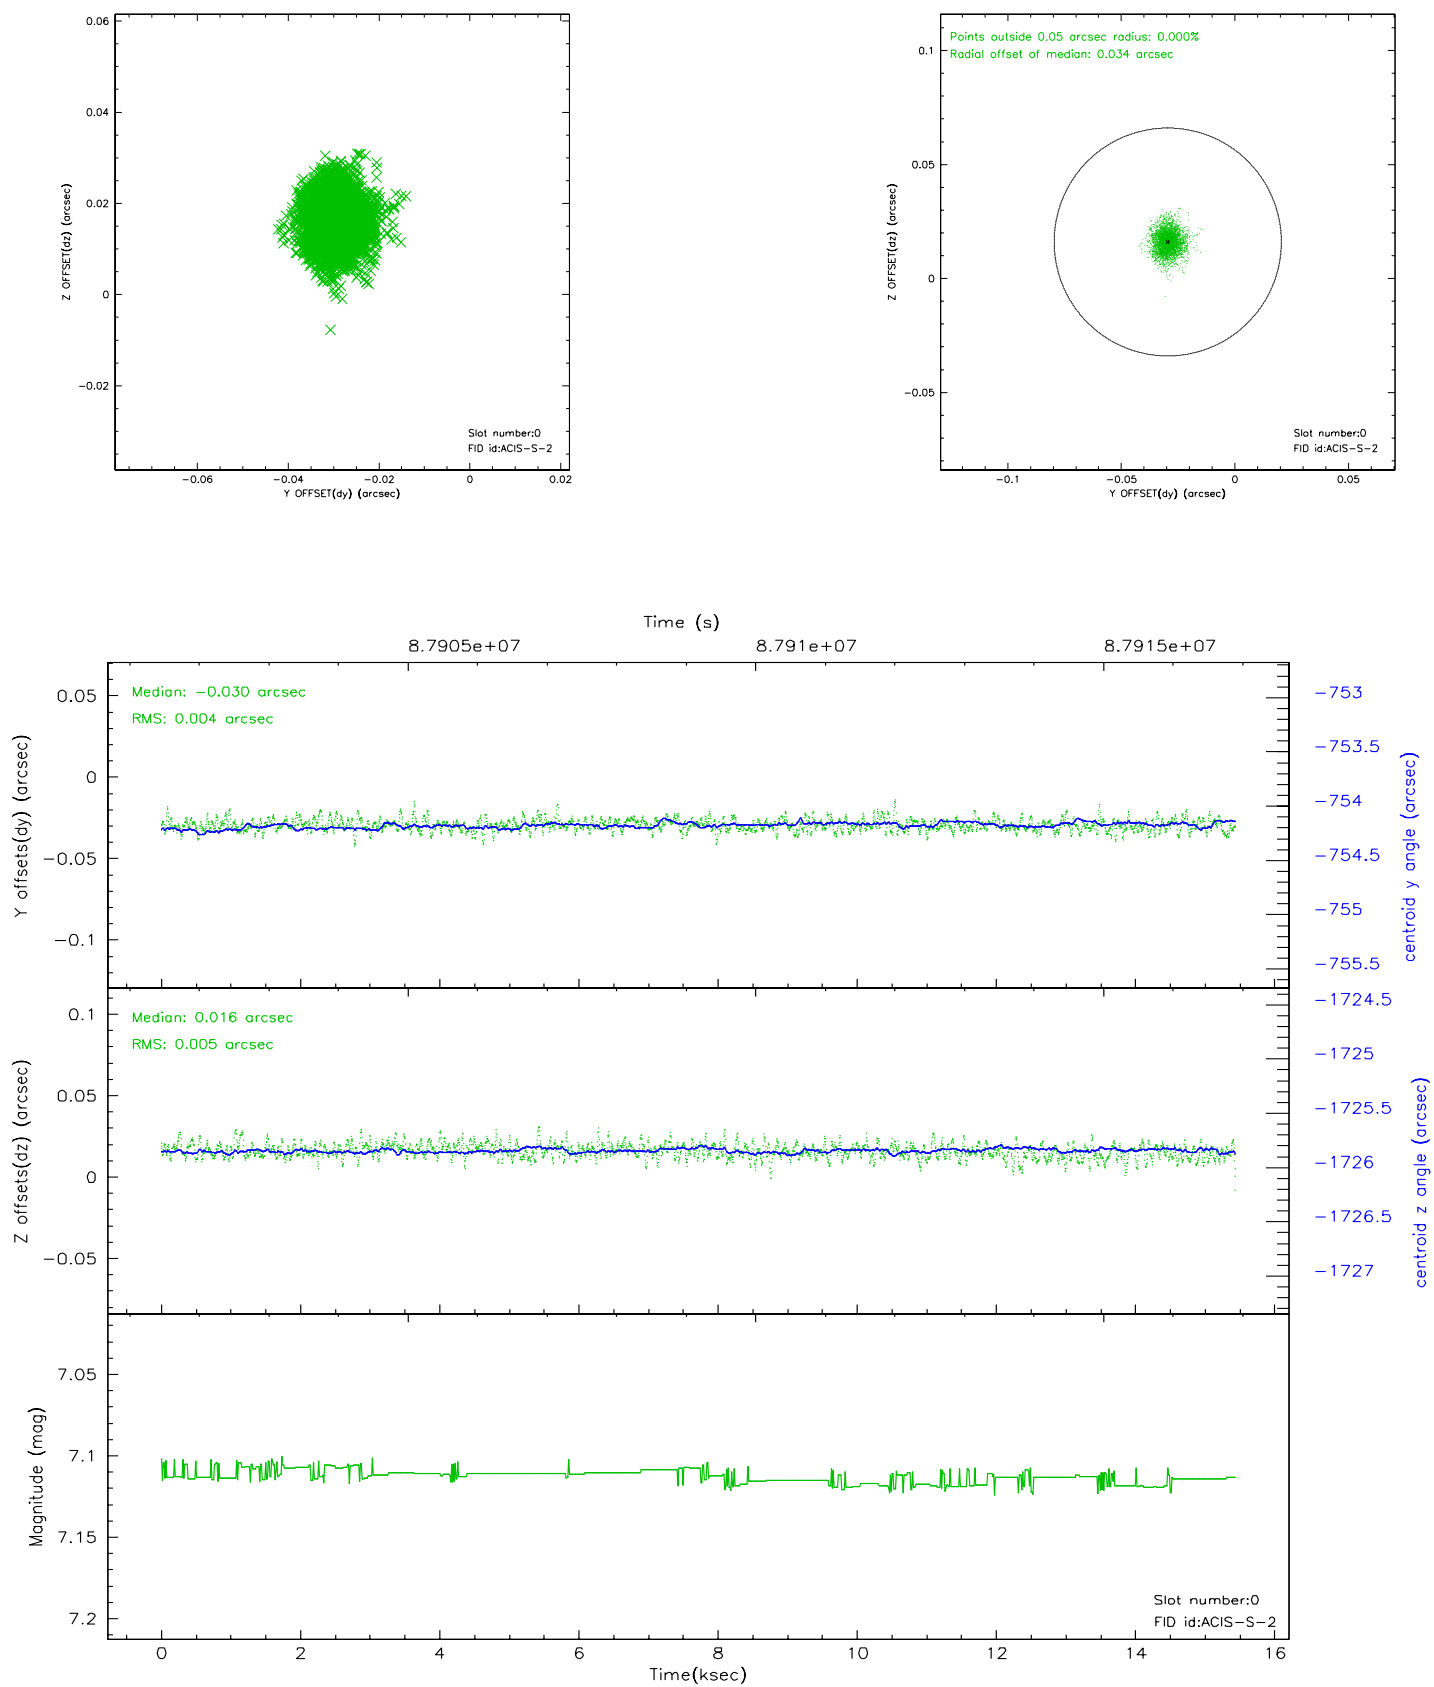 0.06
0.04
0.02
0
-0.02
Z OFFSET(dz) (arcsec)
Slot number:0
FID id:ACIS-S-2
-0.06 -0.04 -0.02 0 0.02
Y OFFSET(dy) (arcsec)
Points outside 0.05 arcsec radius: 0.000%
Radial offset of median: 0.034 arcsec
0.1
0.05
0
-0.05
Z OFFSET(dz) (arcsec)
Slot number:0
FID id:ACIS-S-2
-0.1 -0.05 0 0.05
Y OFFSET(dy) (arcsec)
Time (s)
8.7905e+07 8.791e+07 8.7915e+07
Median: -0.030 arcsec
RMS: 0.004 arcsec
0.05
0
-0.05
-0.1
Y offsets(dy) (arcsec)
-753
-753.5
-754
-754.5
-755
-755.5
centroid y angle (arcsec)
Median: 0.016 arcsec
RMS: 0.005 arcsec
0.1
0.05
0
-0.05
Z offsets(dz) (arcsec)
-1724.5
-1725
-1725.5
-1726
-1726.5
-1727
centroid z angle (arcsec)
7.05
7.1
7.15
7.2
Magnitude (mag)
Slot number:0
FID id:ACIS-S-2
0 2 4 6 8 10 12 14 16
Time(ksec)